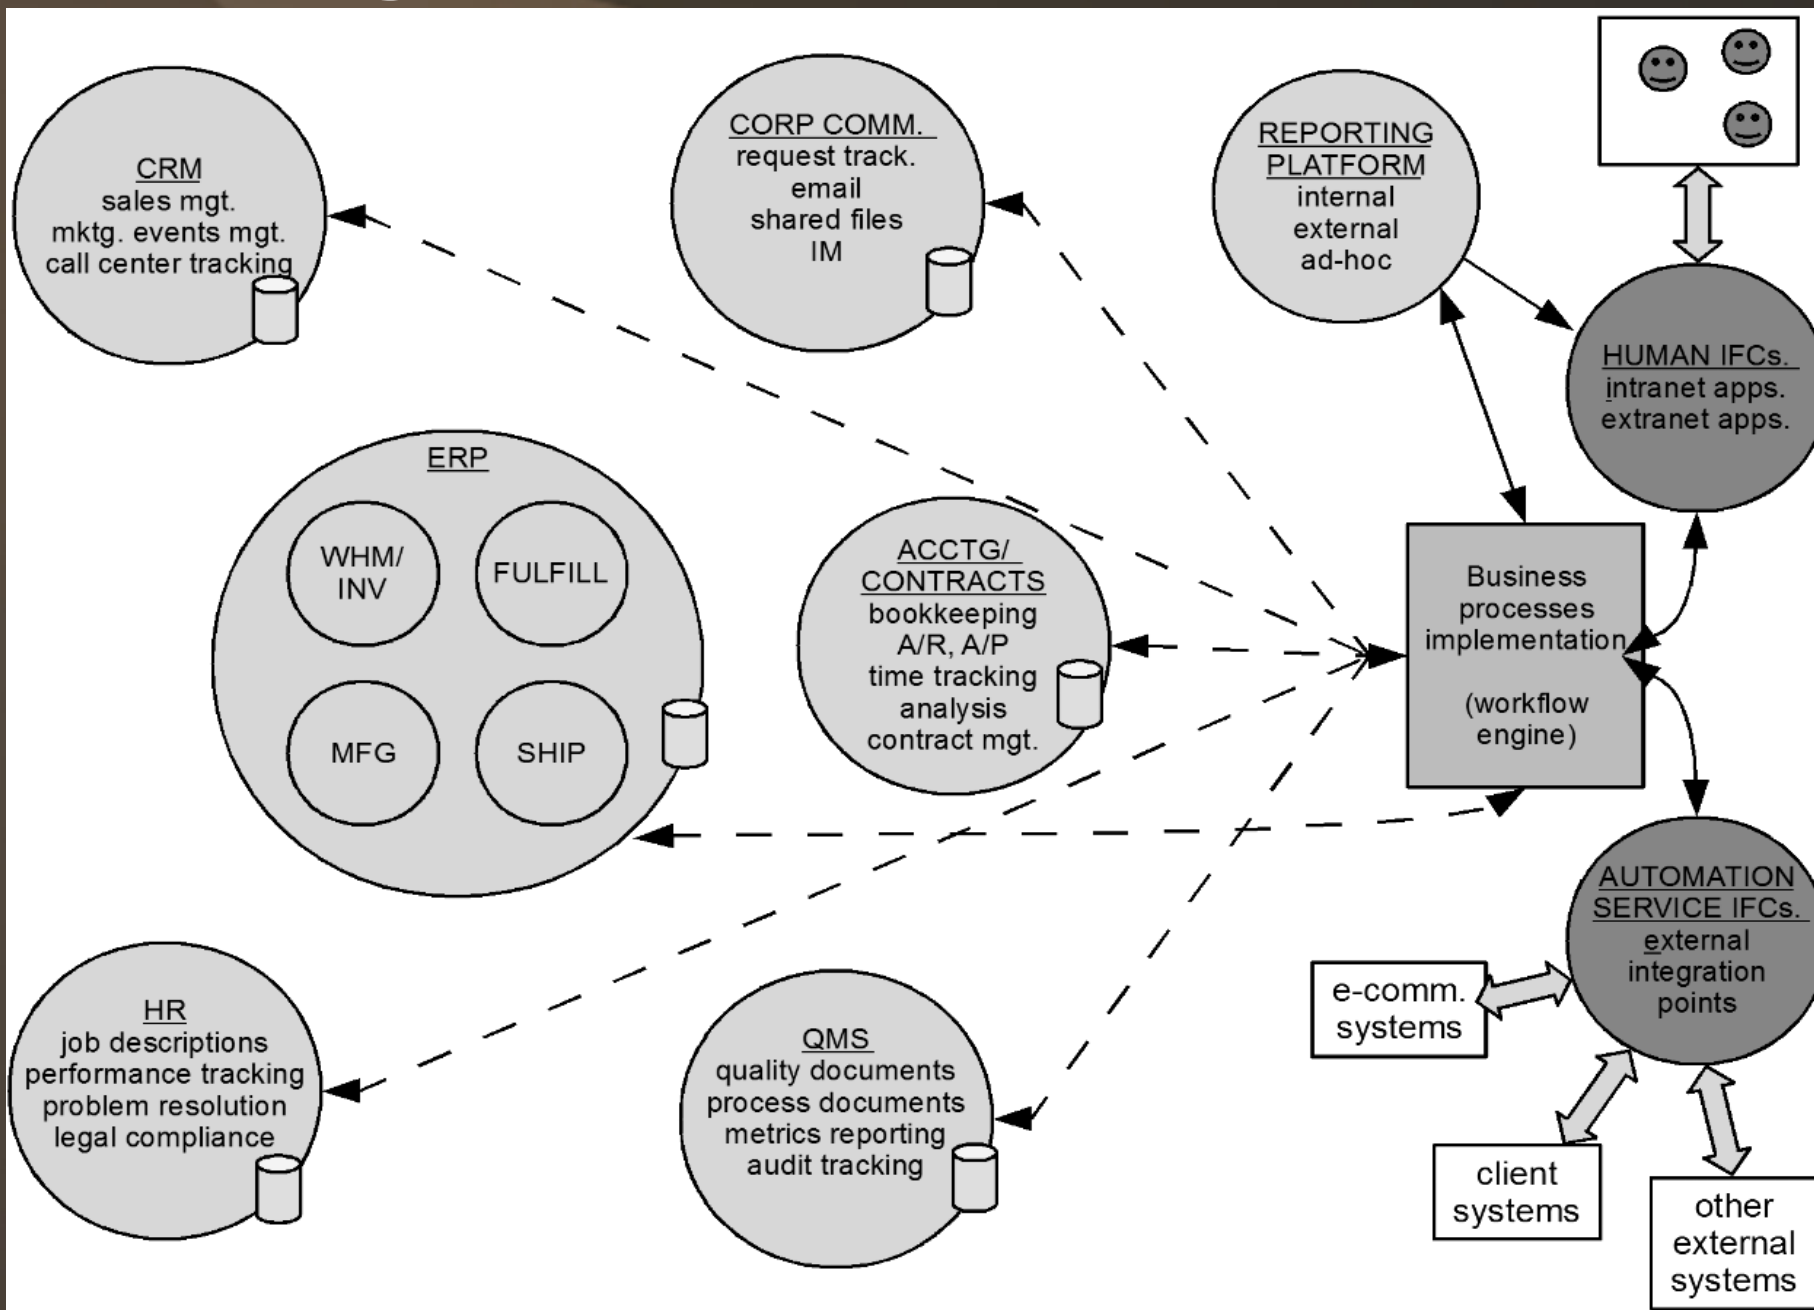 CRM
sales mgt.
mktg. events mgt.
call center tracking
CORP COMM.
request track.
email
shared files
IM
REPORTING
PLATFORM
internal
external
ad-hoc
HUMAN IFCs.
intranet apps.
extranet apps.
ERP
WHM/
INV
FULFILL
MFG
SHIP
ACCTG/
CONTRACTS
bookkeeping
A/R, A/P
time tracking
analysis
contract mgt.
Business
processes
implementation
(workflow
engine)
AUTOMATION
SERVICE IFCs.
external
integration
points
HR
job descriptions
performance tracking
problem resolution
legal compliance
QMS
quality documents
process documents
metrics reporting
audit tracking
e-comm.
systems
client
systems
other
external
systems